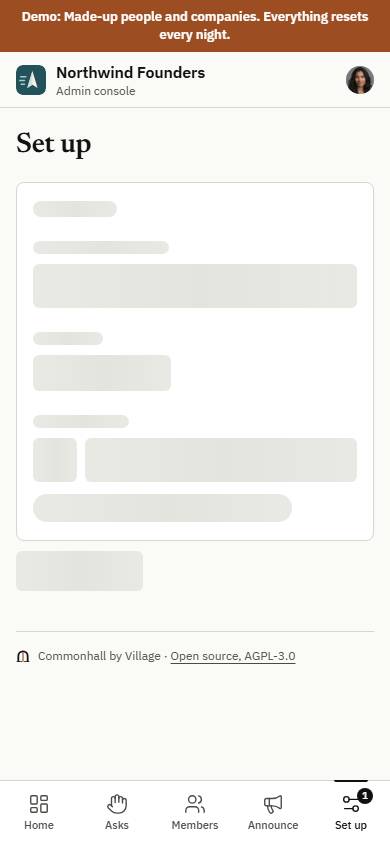 Demo: Made-up people and companies. Everything resets
every night.
Northwind Founders
Admin console
Set up
Commonhall by Village · Open source, AGPL-3.0
1
Home
Asks
Members
Announce
Set up